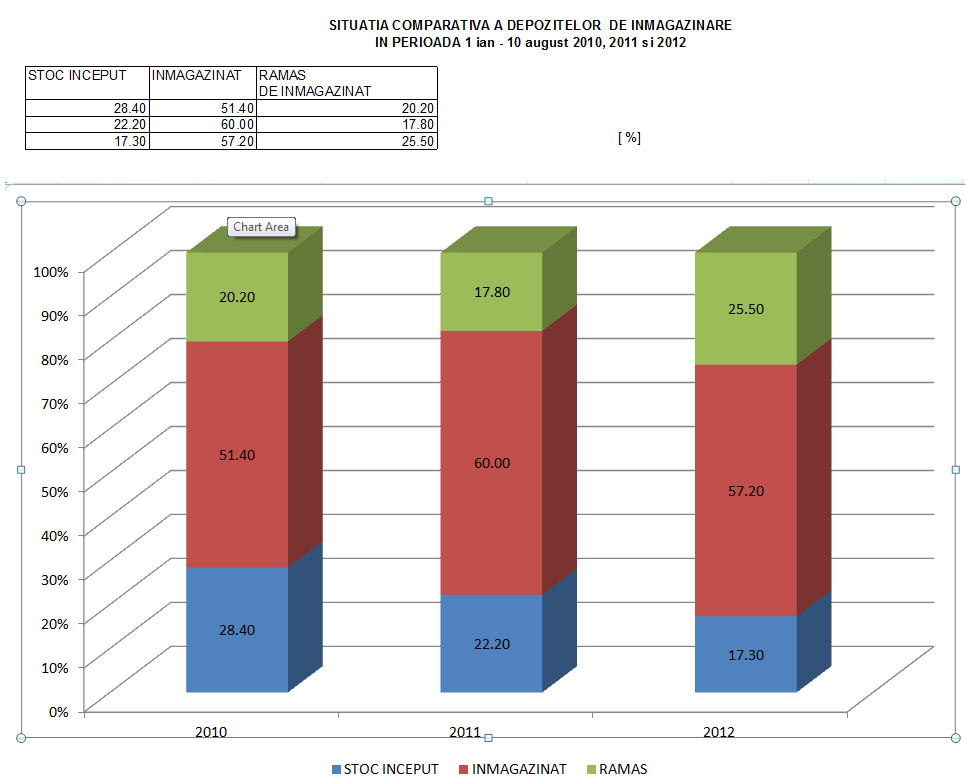 SITUATIA COMPARATIVA A DEPOZITELOR DE INMAGAZINARE
IN PERIOADA 1 ian - 10 august 2010, 2011 si 2012
STOC INCEPUT INMAGAZINAT RAMAS
DE INMAGAZINAT
28.40 51.40 20.20
22.20 60.00 17.80
17.30 57.20 25.50
[ %]
Chart Area
100%
90%
80%
70%
60%
50%
40%
30%
20%
10%
0%
20.20 17.80 25.50
51.40 60.00 57.20
28.40 22.20 17.30
2010 2011 2012
STOC INCEPUT INMAGAZINAT RAMAS